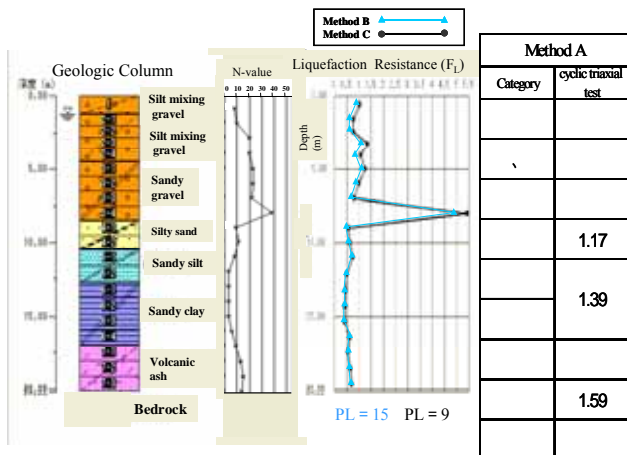 Method B
Method C
Geologic Column
N-value
Liquefaction Resistance (FL)
Method A
Category
cyclic triaxial
test
深度 (m)
0 10 20 30 40 50
Depth
(m)
Silt mixing
gravel
Silt mixing
gravel
Sandy
gravel
Silty sand
Sandy silt
Sandy clay
Volcanic
ash
Bedrock
1.17
1.39
1.59
PL = 15 PL = 9